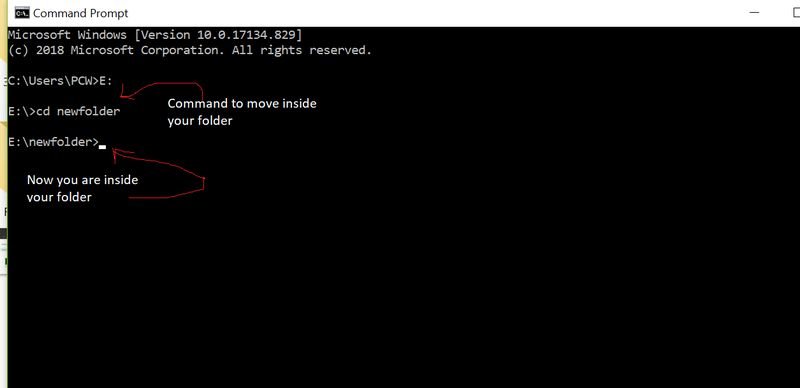 Command Prompt
Microsoft Windows [Version 10.0.17134.829]
(c) 2018 Microsoft Corporation. All rights reserved.
C:\Users\PCW>E:
E:\>cd newfolder
Command to move inside
your folder
E:\newfolder>
Now you are inside
your folder